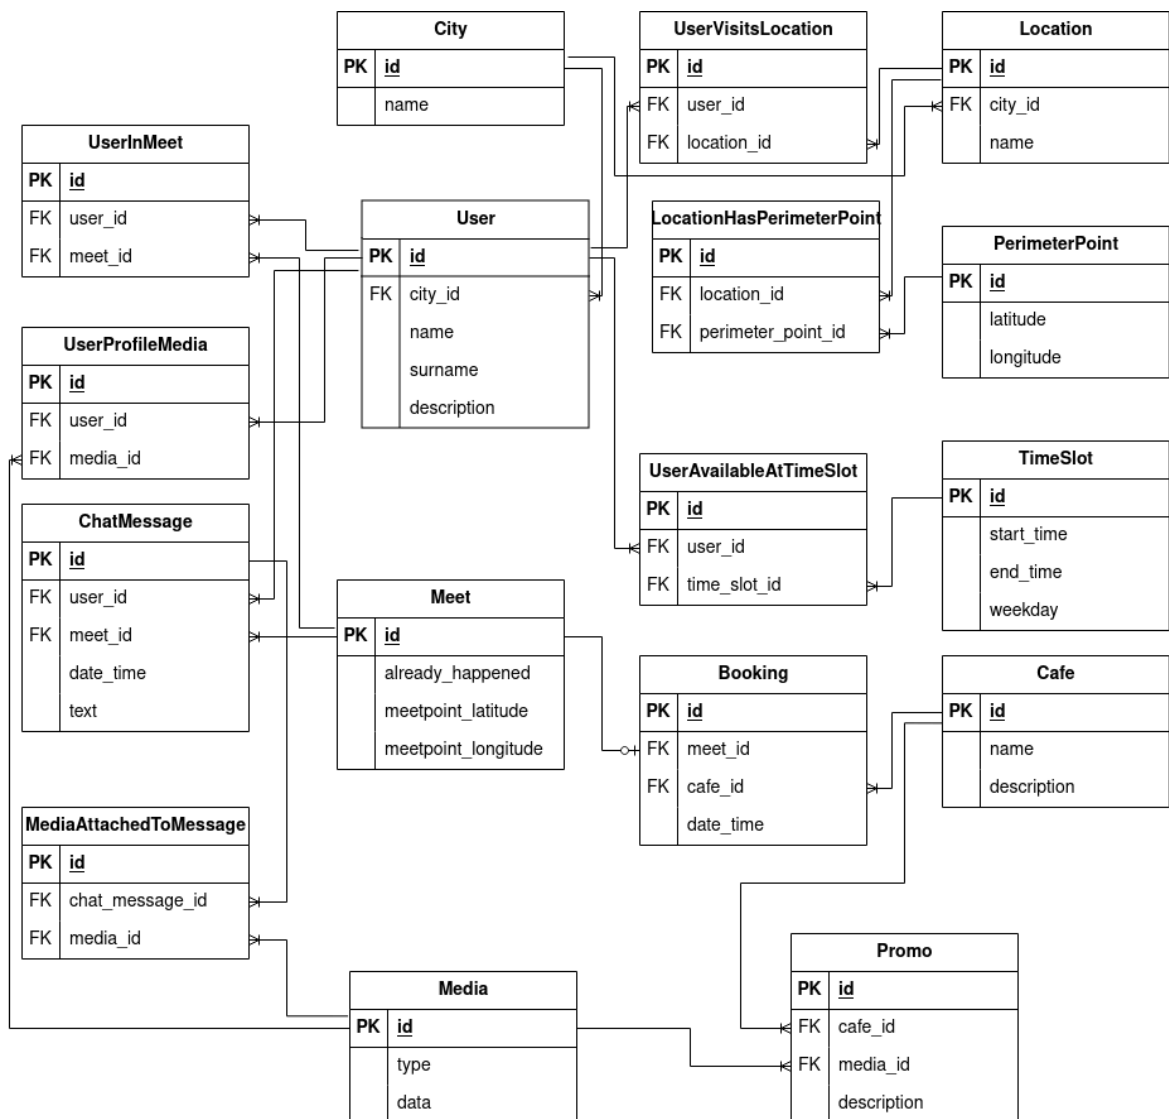 City
PK id
name
UserVisitsLocation
PK id
FK user_id
FK location_id
Location
PK id
FK city_id
name
UserInMeet
PK id
FK user_id
FK meet_id
User
PK id
FK city_id
name
surname
description
LocationHasPerimeterPoint
PK id
FK location_id
FK perimeter_point_id
PerimeterPoint
PK id
latitude
longitude
UserProfileMedia
PK id
FK user_id
FK media_id
UserAvailableAtTimeSlot
PK id
FK user_id
FK time_slot_id
TimeSlot
PK id
start_time
end_time
weekday
ChatMessage
PK id
FK user_id
FK meet_id
date_time
text
Meet
PK id
already_happened
meetpoint_latitude
meetpoint_longitude
Booking
PK id
FK meet_id
FK cafe_id
date_time
Cafe
PK id
name
description
MediaAttachedToMessage
PK id
FK chat_message_id
FK media_id
Media
PK id
type
data
Promo
PK id
FK cafe_id
FK media_id
description